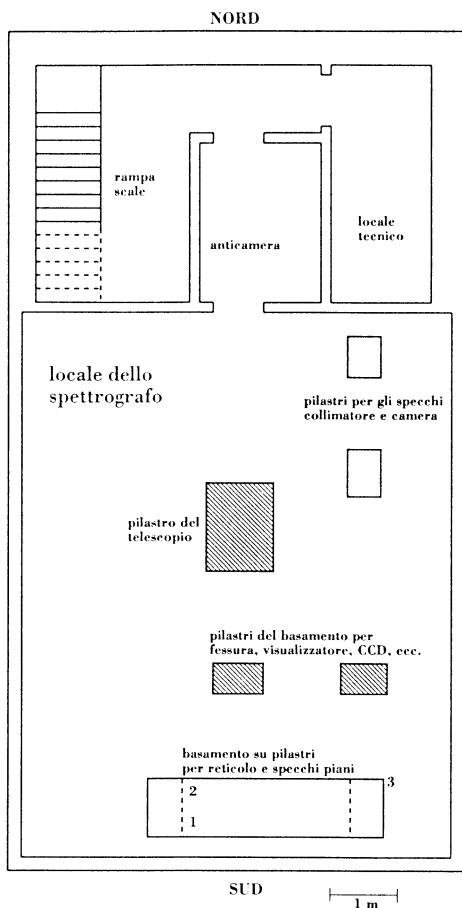 NORD
rampa
scale
anticamera
locale
tecnico
locale dello
spettrografo
pilastri per gli specchi
collimatore e camera
pilastro del
telescopio
pilastri del basamento per
fessura, visualizzatore, CCD, ecc.
basamento su pilastri
per reticolo e specchi piani
3
2
1
SUD
1 m